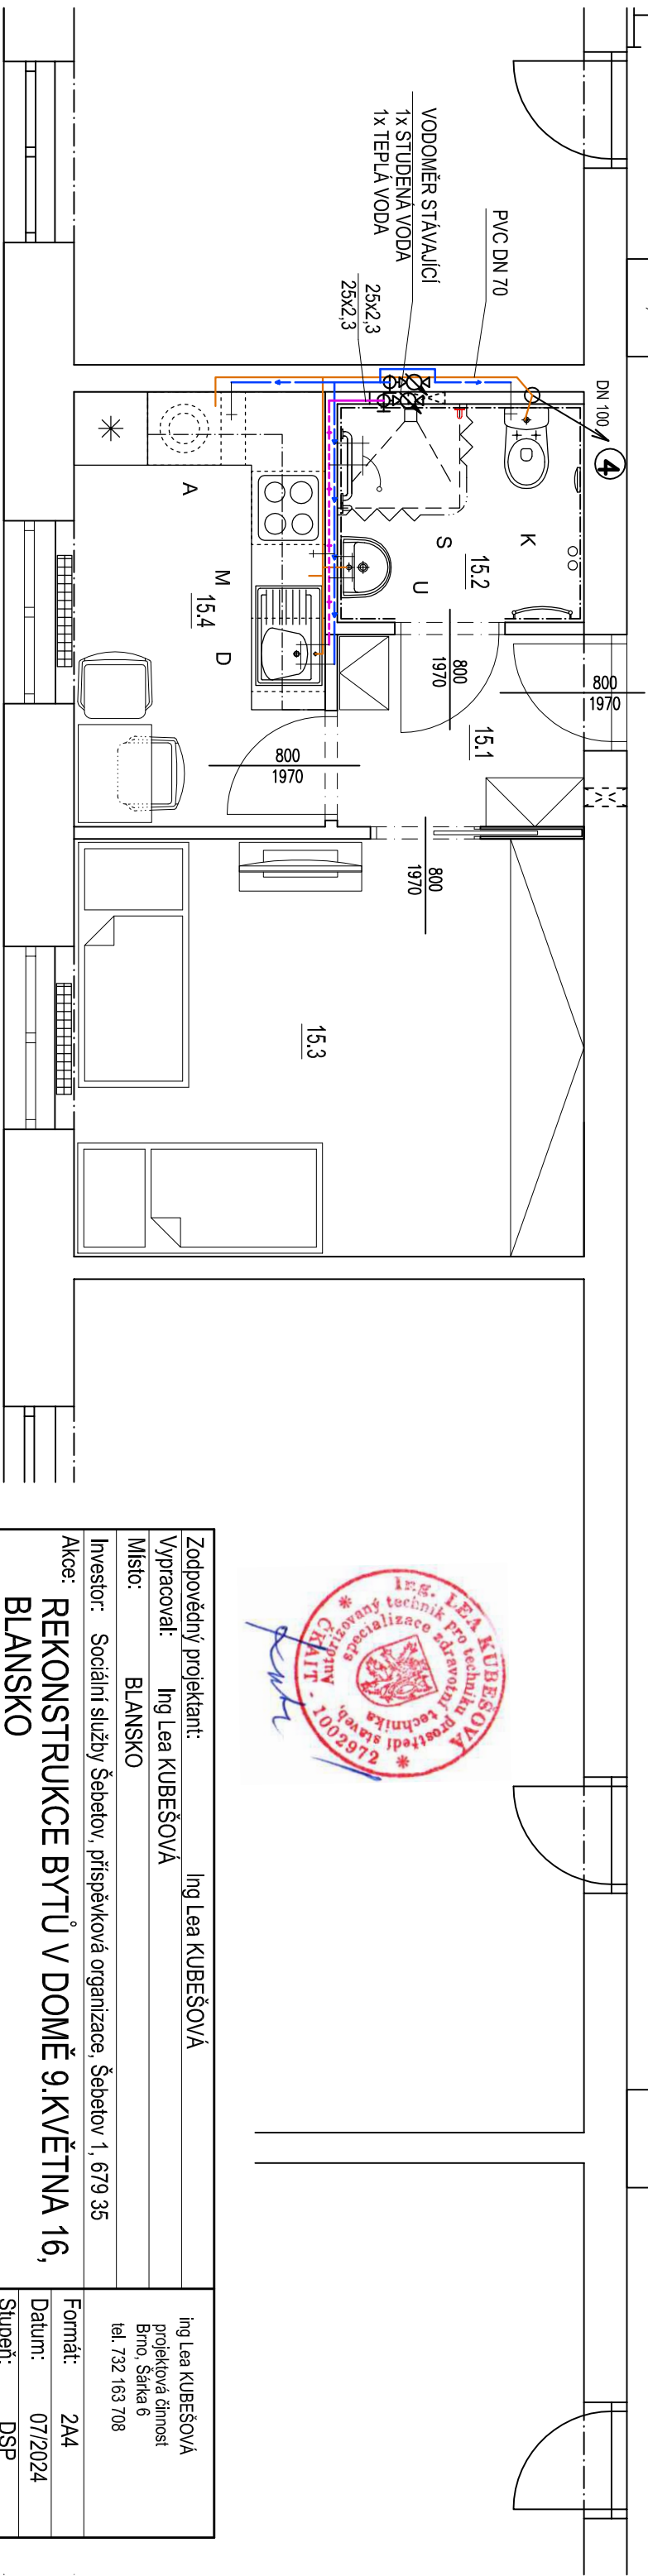 DN 100
4
PVC DN 70
VODOMĚR STÁVAJÍCÍ
1x STUDENÁ VODA
1x TEPLÁ VODA
25x2,3
25x2,3
K
S
U
15.2
A
M
D
15.4
800
1970
800
1970
15.1
800
1970
800
1970
15.3
Ing. LEA KUBEŠOVÁ
Autorizovaný technik pro techniku prostředí staveb,
specializace zdravotní technika
ČKAIT - 1002972
Zodpovědný projektant: Ing Lea KUBEŠOVÁ
Vypracoval: Ing Lea KUBEŠOVÁ
Místo: BLANSKO
Investor: Sociální služby Šebetov, příspěvková organizace, Šebetov 1, 679 35
Akce: REKONSTRUKCE BYTŮ V DOMĚ 9.KVĚTNA 16,
BLANSKO
ing Lea KUBEŠOVÁ
projektová činnost
Brno, Šárka 6
tel. 732 163 708
Formát: 2A4
Datum: 07/2024
Stupeň: DSP